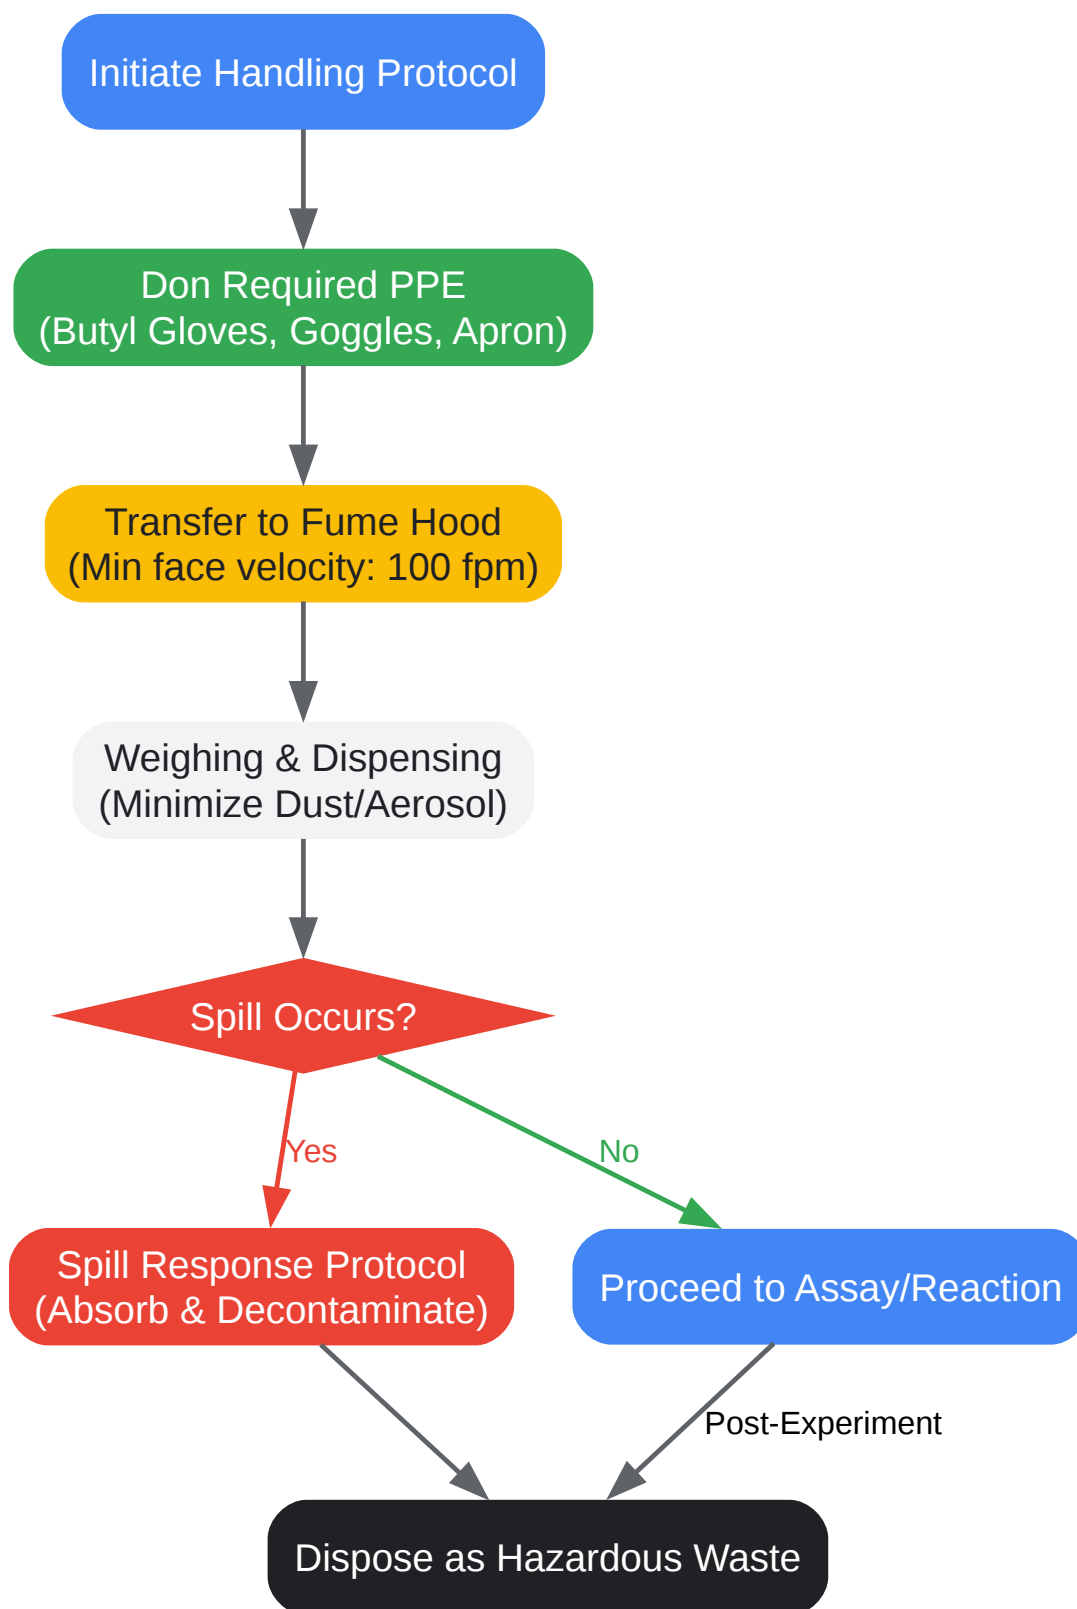 Initiate Handling Protocol
Don Required PPE
(Butyl Gloves, Goggles, Apron)
Transfer to Fume Hood
(Min face velocity: 100 fpm)
Weighing & Dispensing
(Minimize Dust/Aerosol)
Spill Occurs?
Yes
No
Spill Response Protocol
(Absorb & Decontaminate)
Proceed to Assay/Reaction
Post-Experiment
Dispose as Hazardous Waste